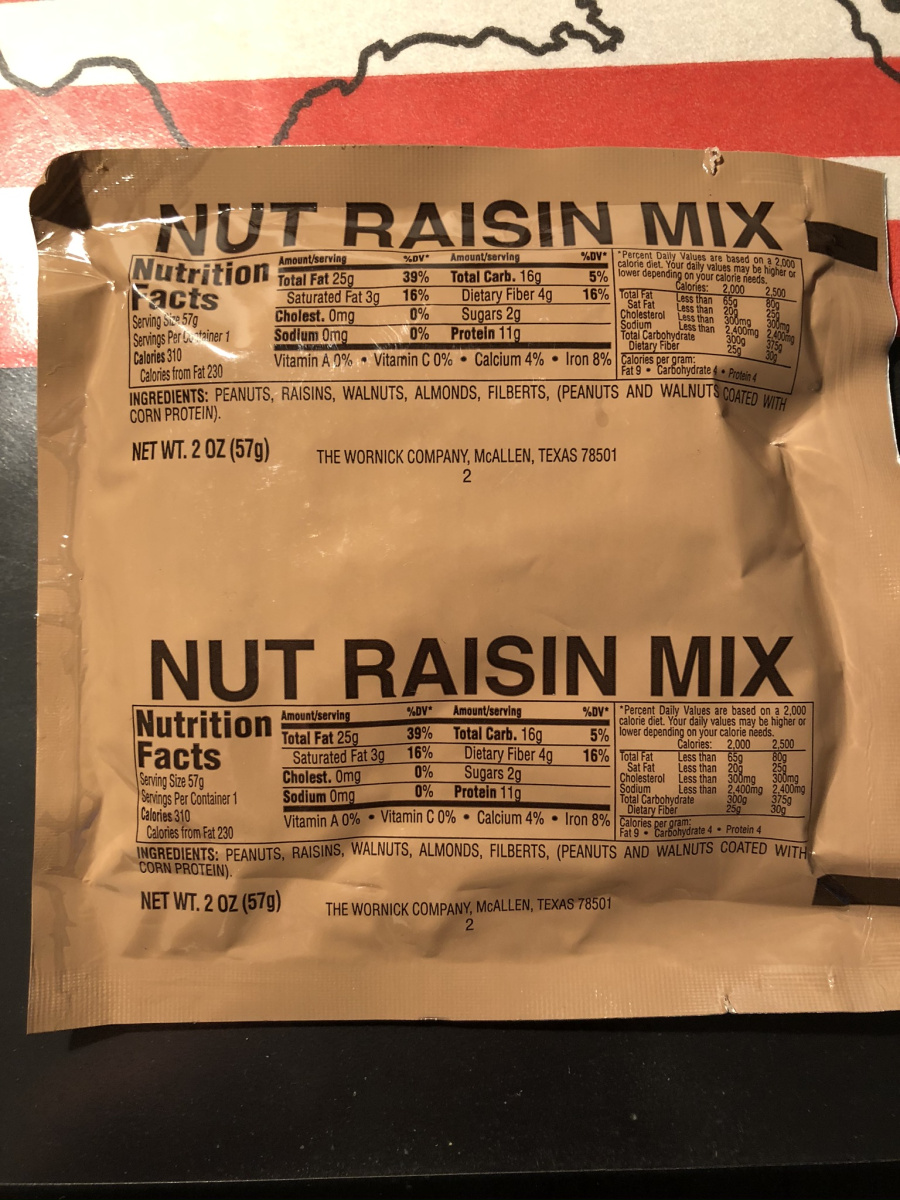 NUT RAISIN MIX
Nutrition
Facts
Serving Size 57g
Servings Per Container 1
Calories 310
Calories from Fat 230
Amount/serving %DV* Amount/serving %DV*
Total Fat 25g 39% Total Carb. 16g 5%
Saturated Fat 3g 16% Dietary Fiber 4g 16%
Cholest. 0mg 0% Sugars 2g
Sodium 0mg 0% Protein 11g
Vitamin A 0% • Vitamin C 0% • Calcium 4% • Iron 8%
*Percent Daily Values are based on a 2,000
calorie diet. Your daily values may be higher or
lower depending on your calorie needs.
Calories: 2,000 2,500
Total Fat Less than 65g 80g
Sat Fat Less than 20g 25g
Cholesterol Less than 300mg 300mg
Sodium Less than 2,400mg 2,400mg
Total Carbohydrate 300g 375g
Dietary Fiber 25g 30g
Calories per gram:
Fat 9 • Carbohydrate 4 • Protein 4
INGREDIENTS: PEANUTS, RAISINS, WALNUTS, ALMONDS, FILBERTS, (PEANUTS AND WALNUTS COATED WITH
CORN PROTEIN).
NET WT. 2 OZ (57g)
THE WORNICK COMPANY, McALLEN, TEXAS 78501
2
NUT RAISIN MIX
Nutrition
Facts
Serving Size 57g
Servings Per Container 1
Calories 310
Calories from Fat 230
Amount/serving %DV* Amount/serving %DV*
Total Fat 25g 39% Total Carb. 16g 5%
Saturated Fat 3g 16% Dietary Fiber 4g 16%
Cholest. 0mg 0% Sugars 2g
Sodium 0mg 0% Protein 11g
Vitamin A 0% • Vitamin C 0% • Calcium 4% • Iron 8%
*Percent Daily Values are based on a 2,000
calorie diet. Your daily values may be higher or
lower depending on your calorie needs.
Calories: 2,000 2,500
Total Fat Less than 65g 80g
Sat Fat Less than 20g 25g
Cholesterol Less than 300mg 300mg
Sodium Less than 2,400mg 2,400mg
Total Carbohydrate 300g 375g
Dietary Fiber 25g 30g
Calories per gram:
Fat 9 • Carbohydrate 4 • Protein 4
INGREDIENTS: PEANUTS, RAISINS, WALNUTS, ALMONDS, FILBERTS, (PEANUTS AND WALNUTS COATED WITH
CORN PROTEIN).
NET WT. 2 OZ (57g)
THE WORNICK COMPANY, McALLEN, TEXAS 78501
2